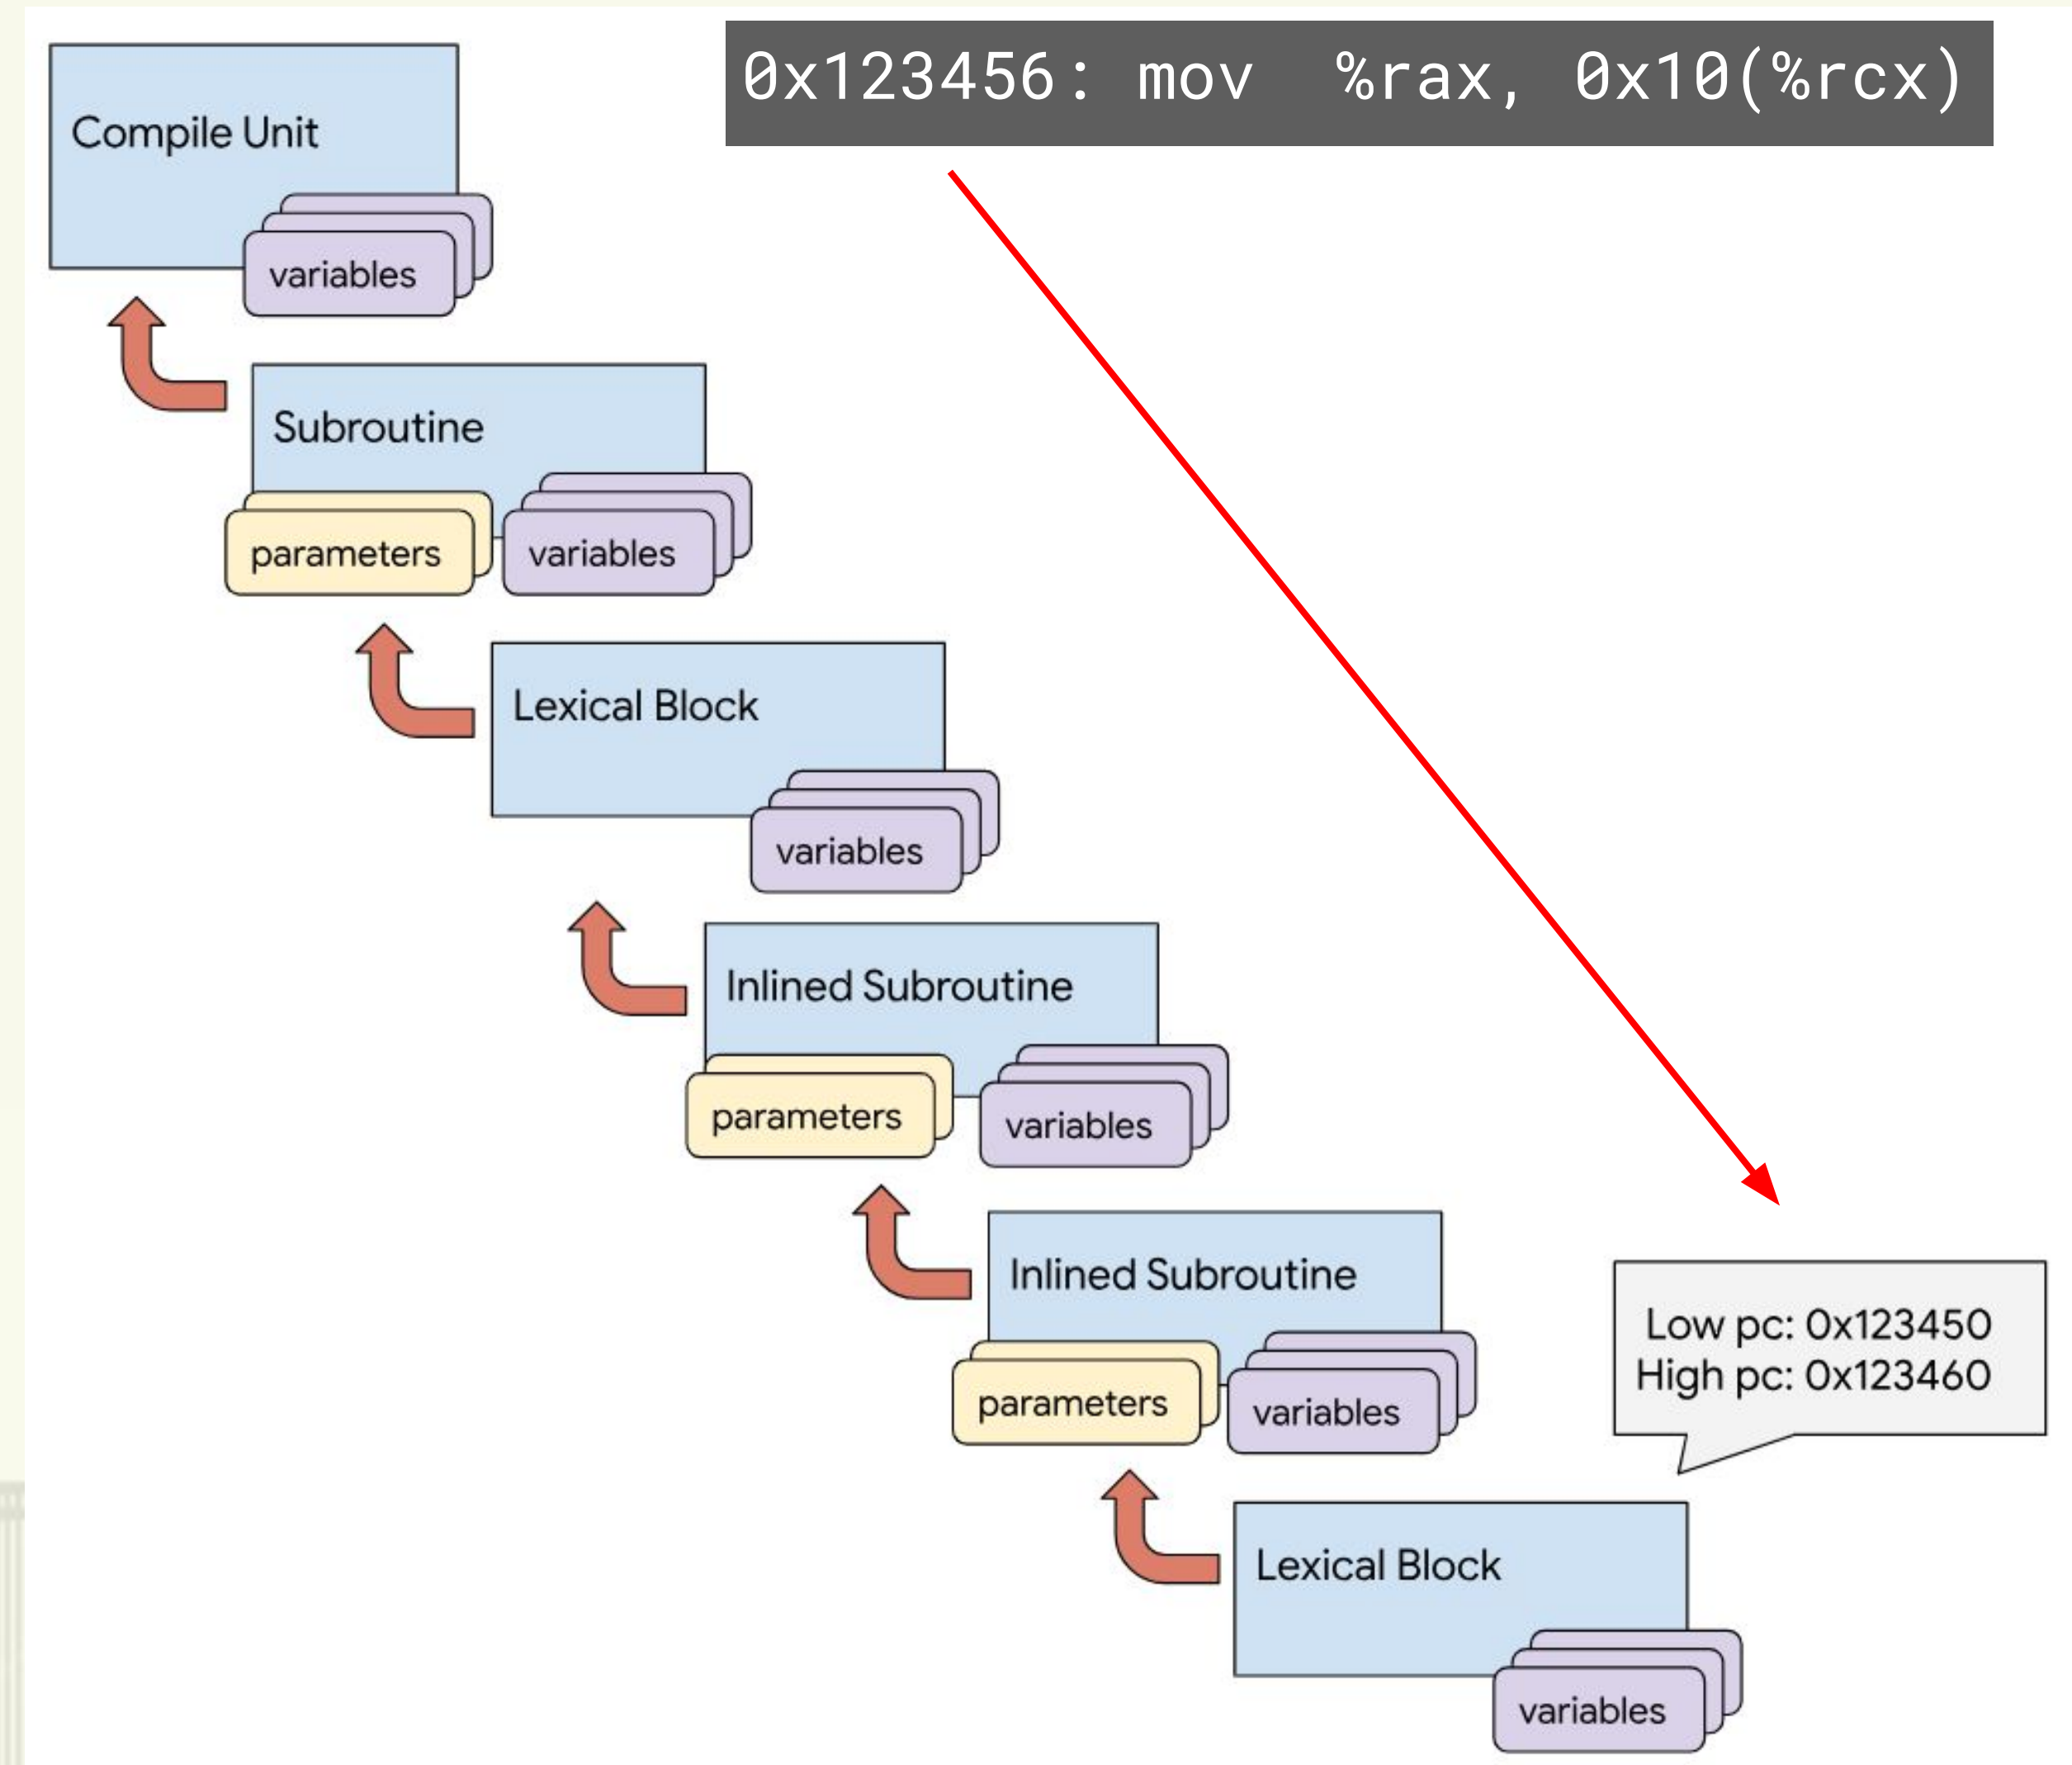 0x123456: mov %rax, 0x10(%rcx)
Compile Unit
variables
Subroutine
parameters
variables
Lexical Block
variables
Inlined Subroutine
parameters
variables
Inlined Subroutine
parameters
variables
Low pc: 0x123450
High pc: 0x123460
Lexical Block
variables